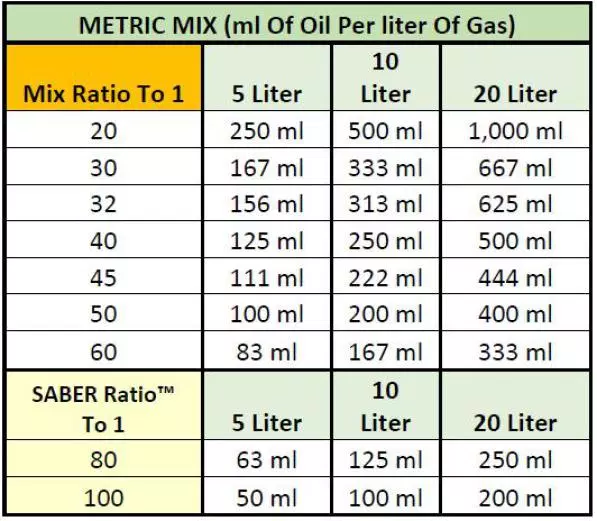 METRIC MIX (ml Of Oil Per liter Of Gas)
Mix Ratio To 1 5 Liter 10 Liter 20 Liter
20 250 ml 500 ml 1,000 ml
30 167 ml 333 ml 667 ml
32 156 ml 313 ml 625 ml
40 125 ml 250 ml 500 ml
45 111 ml 222 ml 444 ml
50 100 ml 200 ml 400 ml
60 83 ml 167 ml 333 ml
SABER Ratio™ To 1 5 Liter 10 Liter 20 Liter
80 63 ml 125 ml 250 ml
100 50 ml 100 ml 200 ml